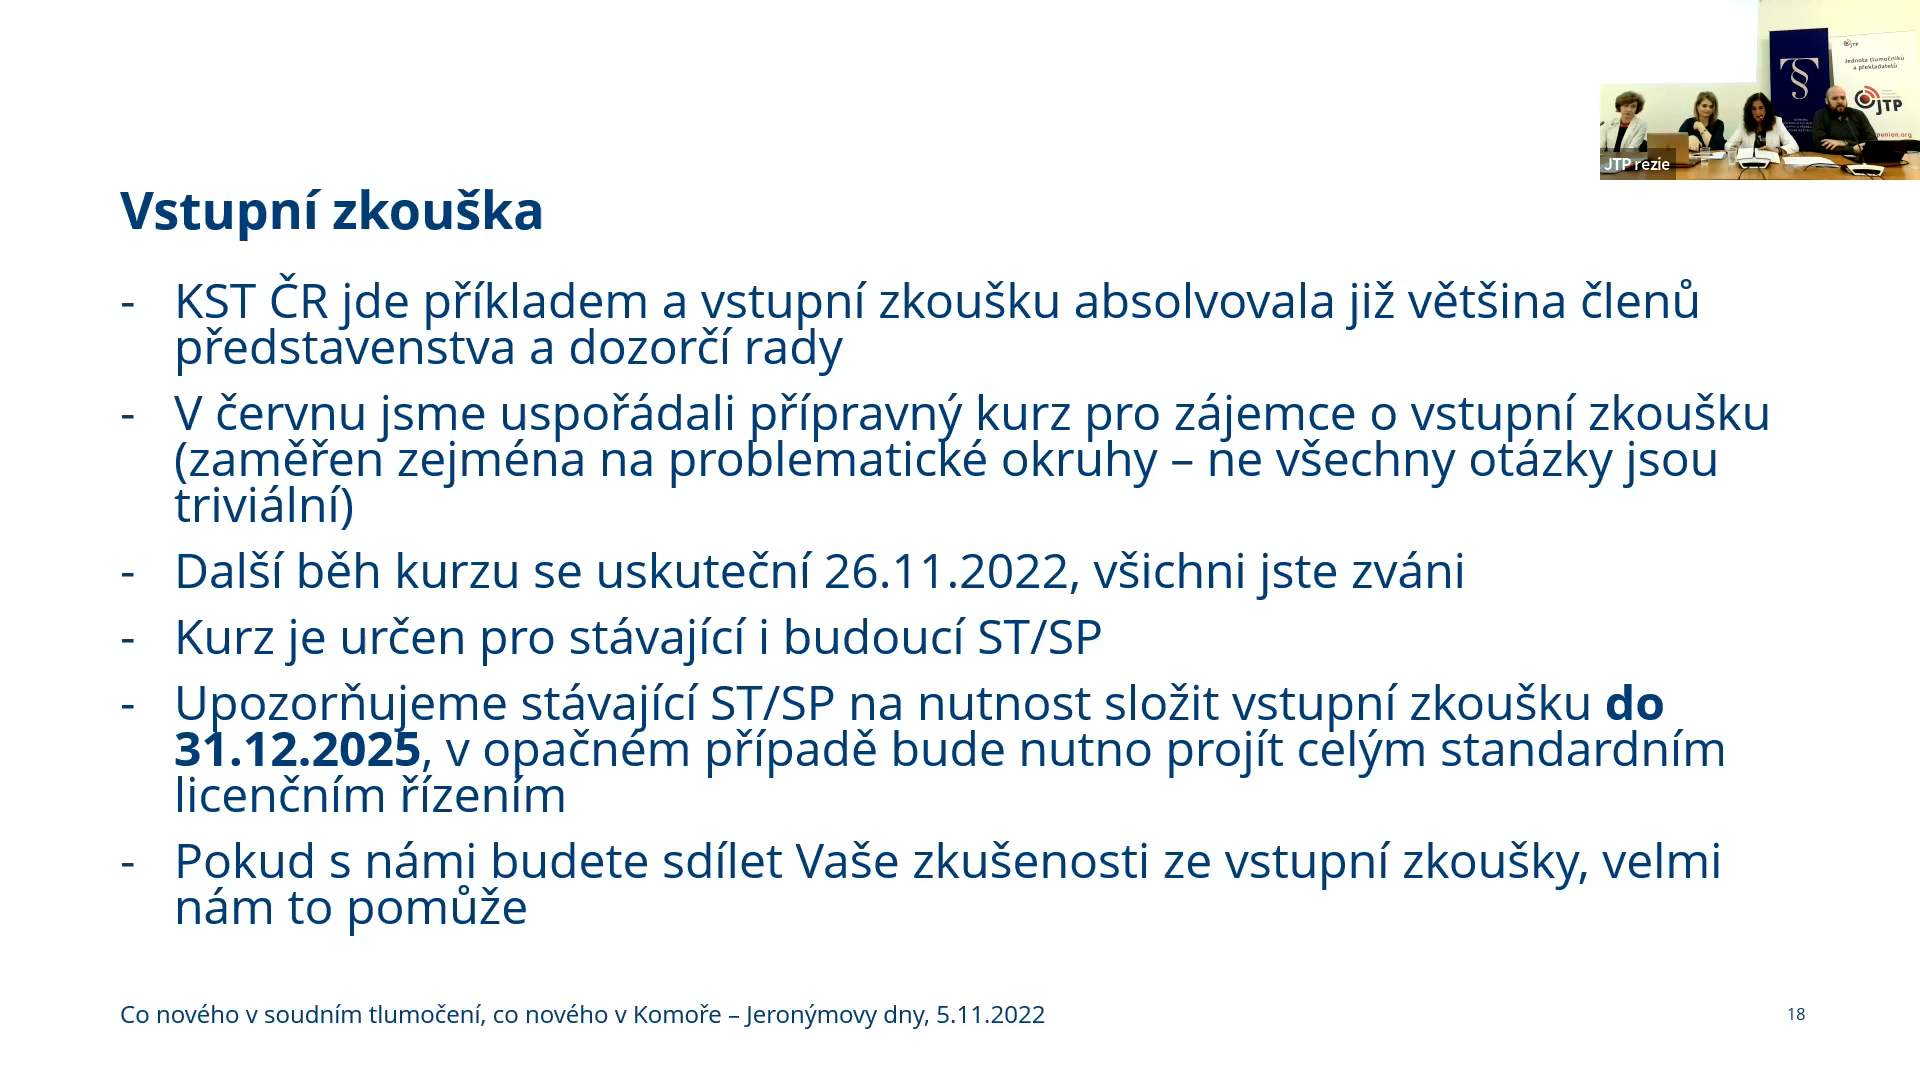 Jednota tlumočníků
a překladatelů
JTP
JTP rezie
Vstupní zkouška
- KST ČR jde příkladem a vstupní zkoušku absolvovala již většina členů
představenstva a dozorčí rady
- V červnu jsme uspořádali přípravný kurz pro zájemce o vstupní zkoušku
(zaměřen zejména na problematické okruhy – ne všechny otázky jsou
triviální)
- Další běh kurzu se uskuteční 26.11.2022, všichni jste zváni
- Kurz je určen pro stávající i budoucí ST/SP
- Upozorňujeme stávající ST/SP na nutnost složit vstupní zkoušku do
31.12.2025, v opačném případě bude nutno projít celým standardním
licenčním řízením
- Pokud s námi budete sdílet Vaše zkušenosti ze vstupní zkoušky, velmi
nám to pomůže
Co nového v soudním tlumočení, co nového v Komoře – Jeronýmovy dny, 5.11.2022
18